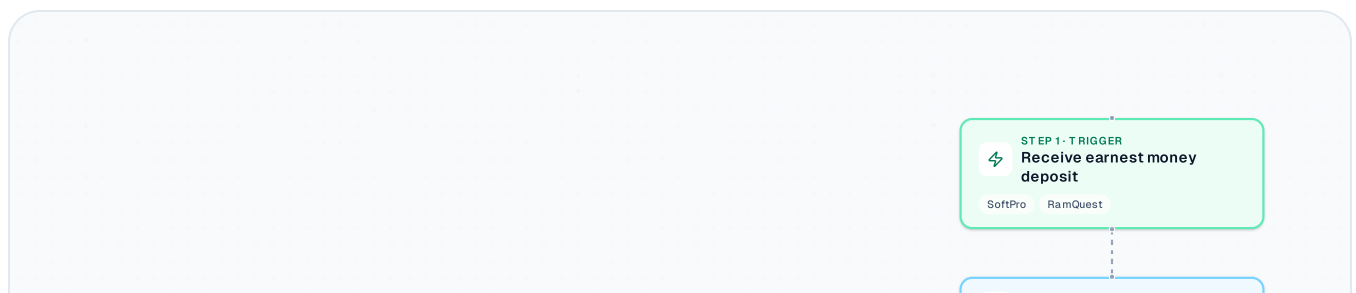 STEP 1 · TRIGGER
Receive earnest money
deposit
SoftPro RamQuest